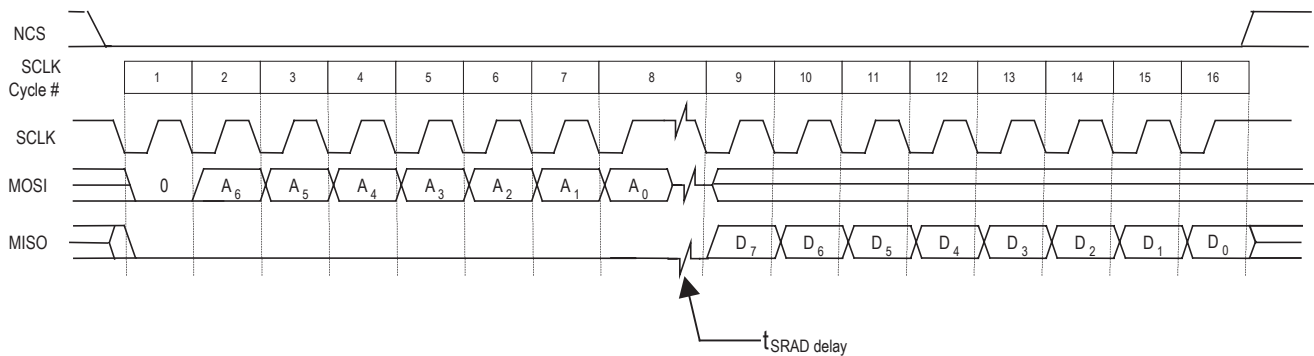 NCS
SCLK
Cycle # 1 2 3 4 5 6 7 8 9 10 11 12 13 14 15 16
SCLK
MOSI 0 A6 A5 A4 A3 A2 A1 A0
MISO D7 D6 D5 D4 D3 D2 D1 D0
tSRAD delay